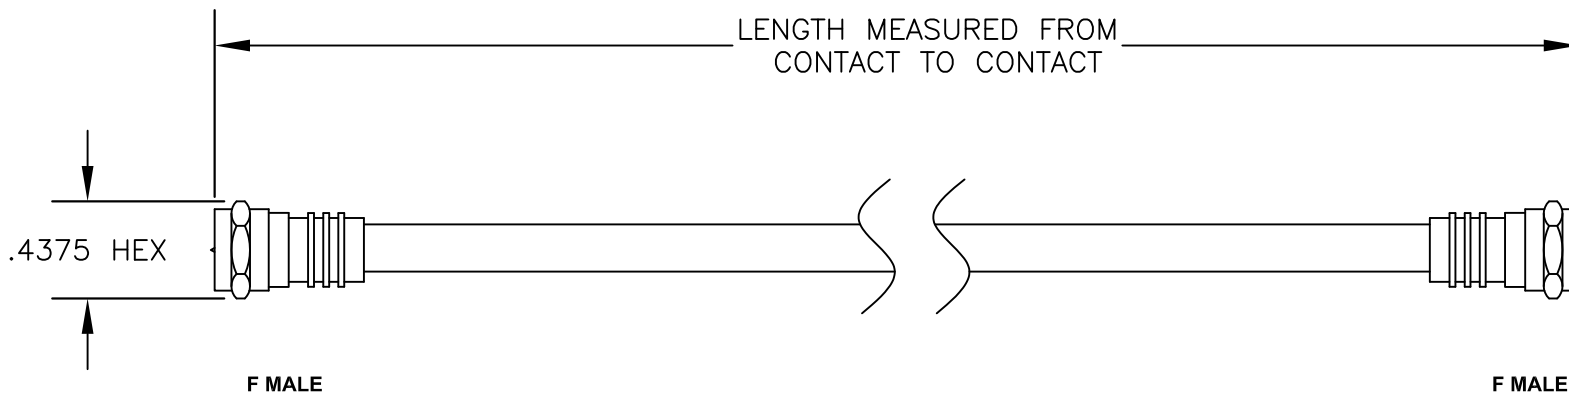 LENGTH MEASURED FROM
CONTACT TO CONTACT
.4375 HEX
F MALE
F MALE